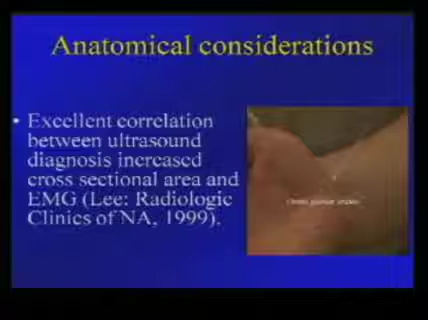 Anatomical considerations
• Excellent correlation
between ultrasound
diagnosis increased
cross sectional area and
EMG (Lee: Radiologic
Clinics of NA, 1999).